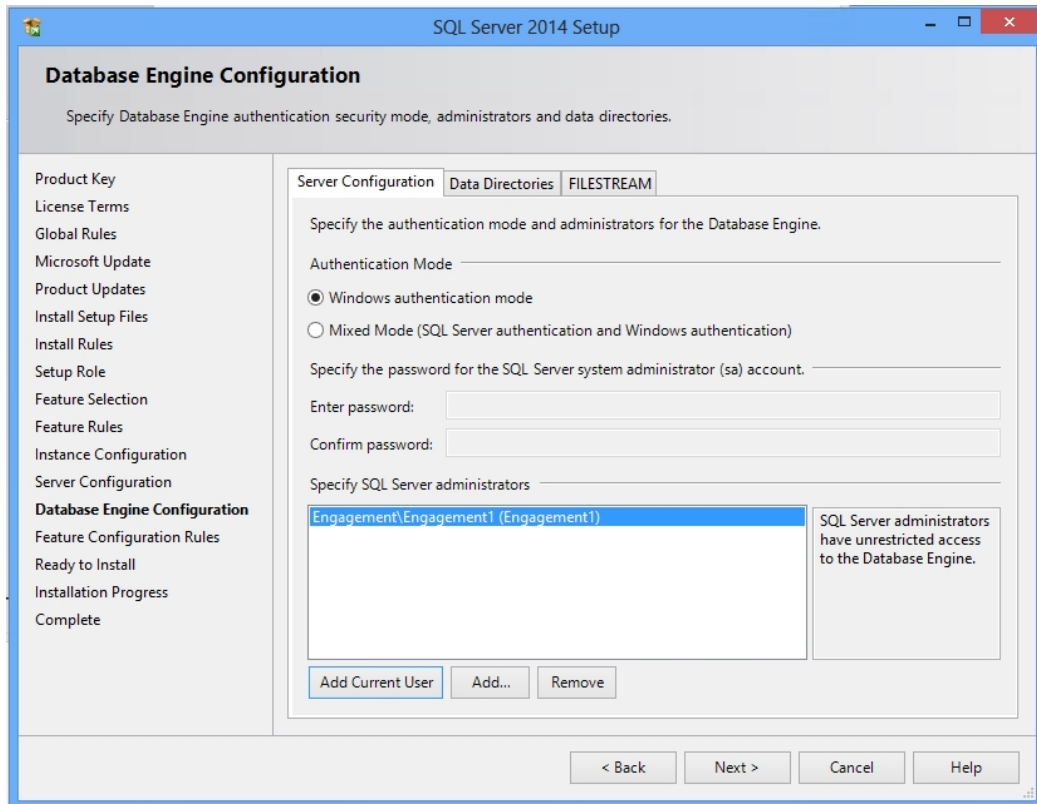 SQL Server 2014 Setup
Database Engine Configuration
Specify Database Engine authentication security mode, administrators and data directories.
Product Key
License Terms
Global Rules
Microsoft Update
Product Updates
Install Setup Files
Install Rules
Setup Role
Feature Selection
Feature Rules
Instance Configuration
Server Configuration
Database Engine Configuration
Feature Configuration Rules
Ready to Install
Installation Progress
Complete
Server Configuration
Data Directories
FILESTREAM
Specify the authentication mode and administrators for the Database Engine.
Authentication Mode
Windows authentication mode
Mixed Mode (SQL Server authentication and Windows authentication)
Specify the password for the SQL Server system administrator (sa) account.
Enter password:
Confirm password:
Specify SQL Server administrators
Engagement\Engagement1 (Engagement1)
SQL Server administrators
have unrestricted access
to the Database Engine.
Add Current User
Add...
Remove
< Back
Next >
Cancel
Help